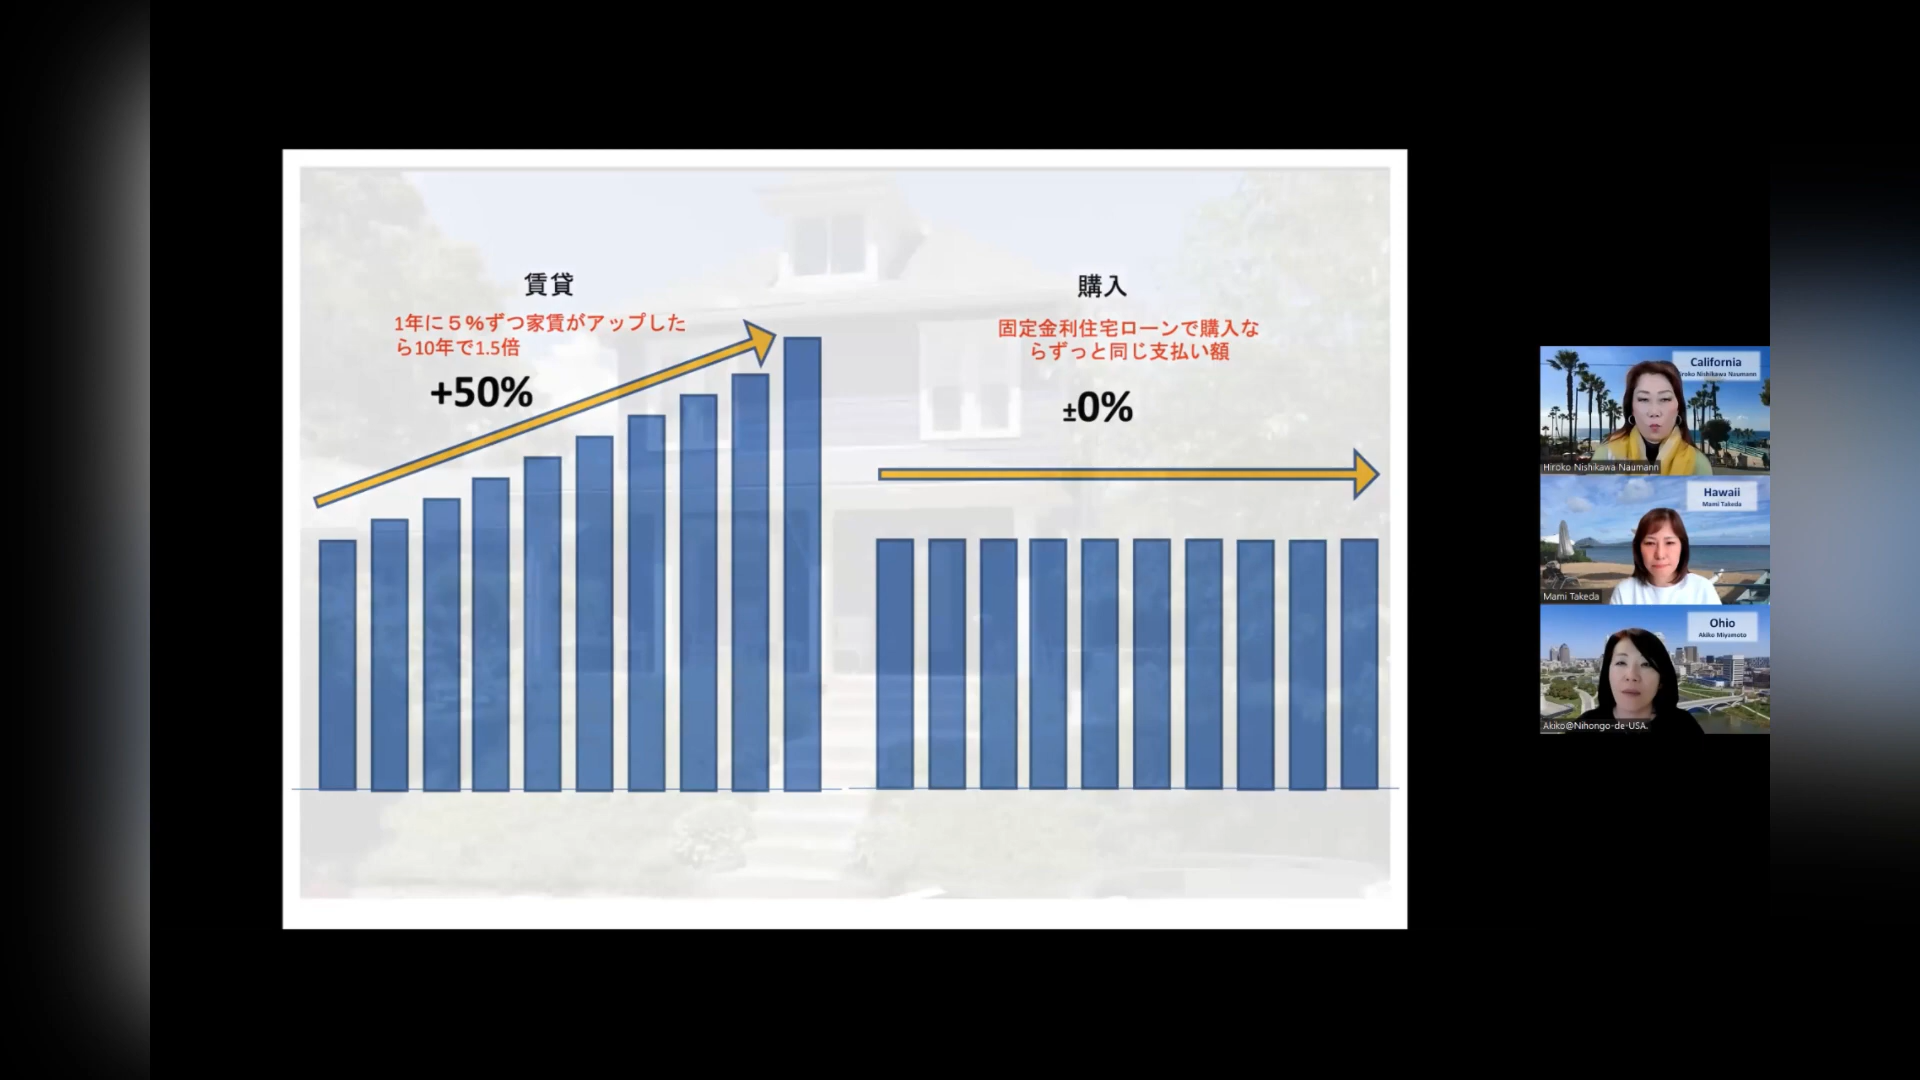 賃貸
1年に５%ずつ家賃がアップした
ら10年で1.5倍
+50%
購入
固定金利住宅ローンで購入な
らずっと同じ支払い額
±0%
California
Hiroko Nishikawa Naumann
Hawaii
Mami Takeda
Mami Takeda
Ohio
Akiko Miyamoto
Akiko@Nihongo-de-USA.